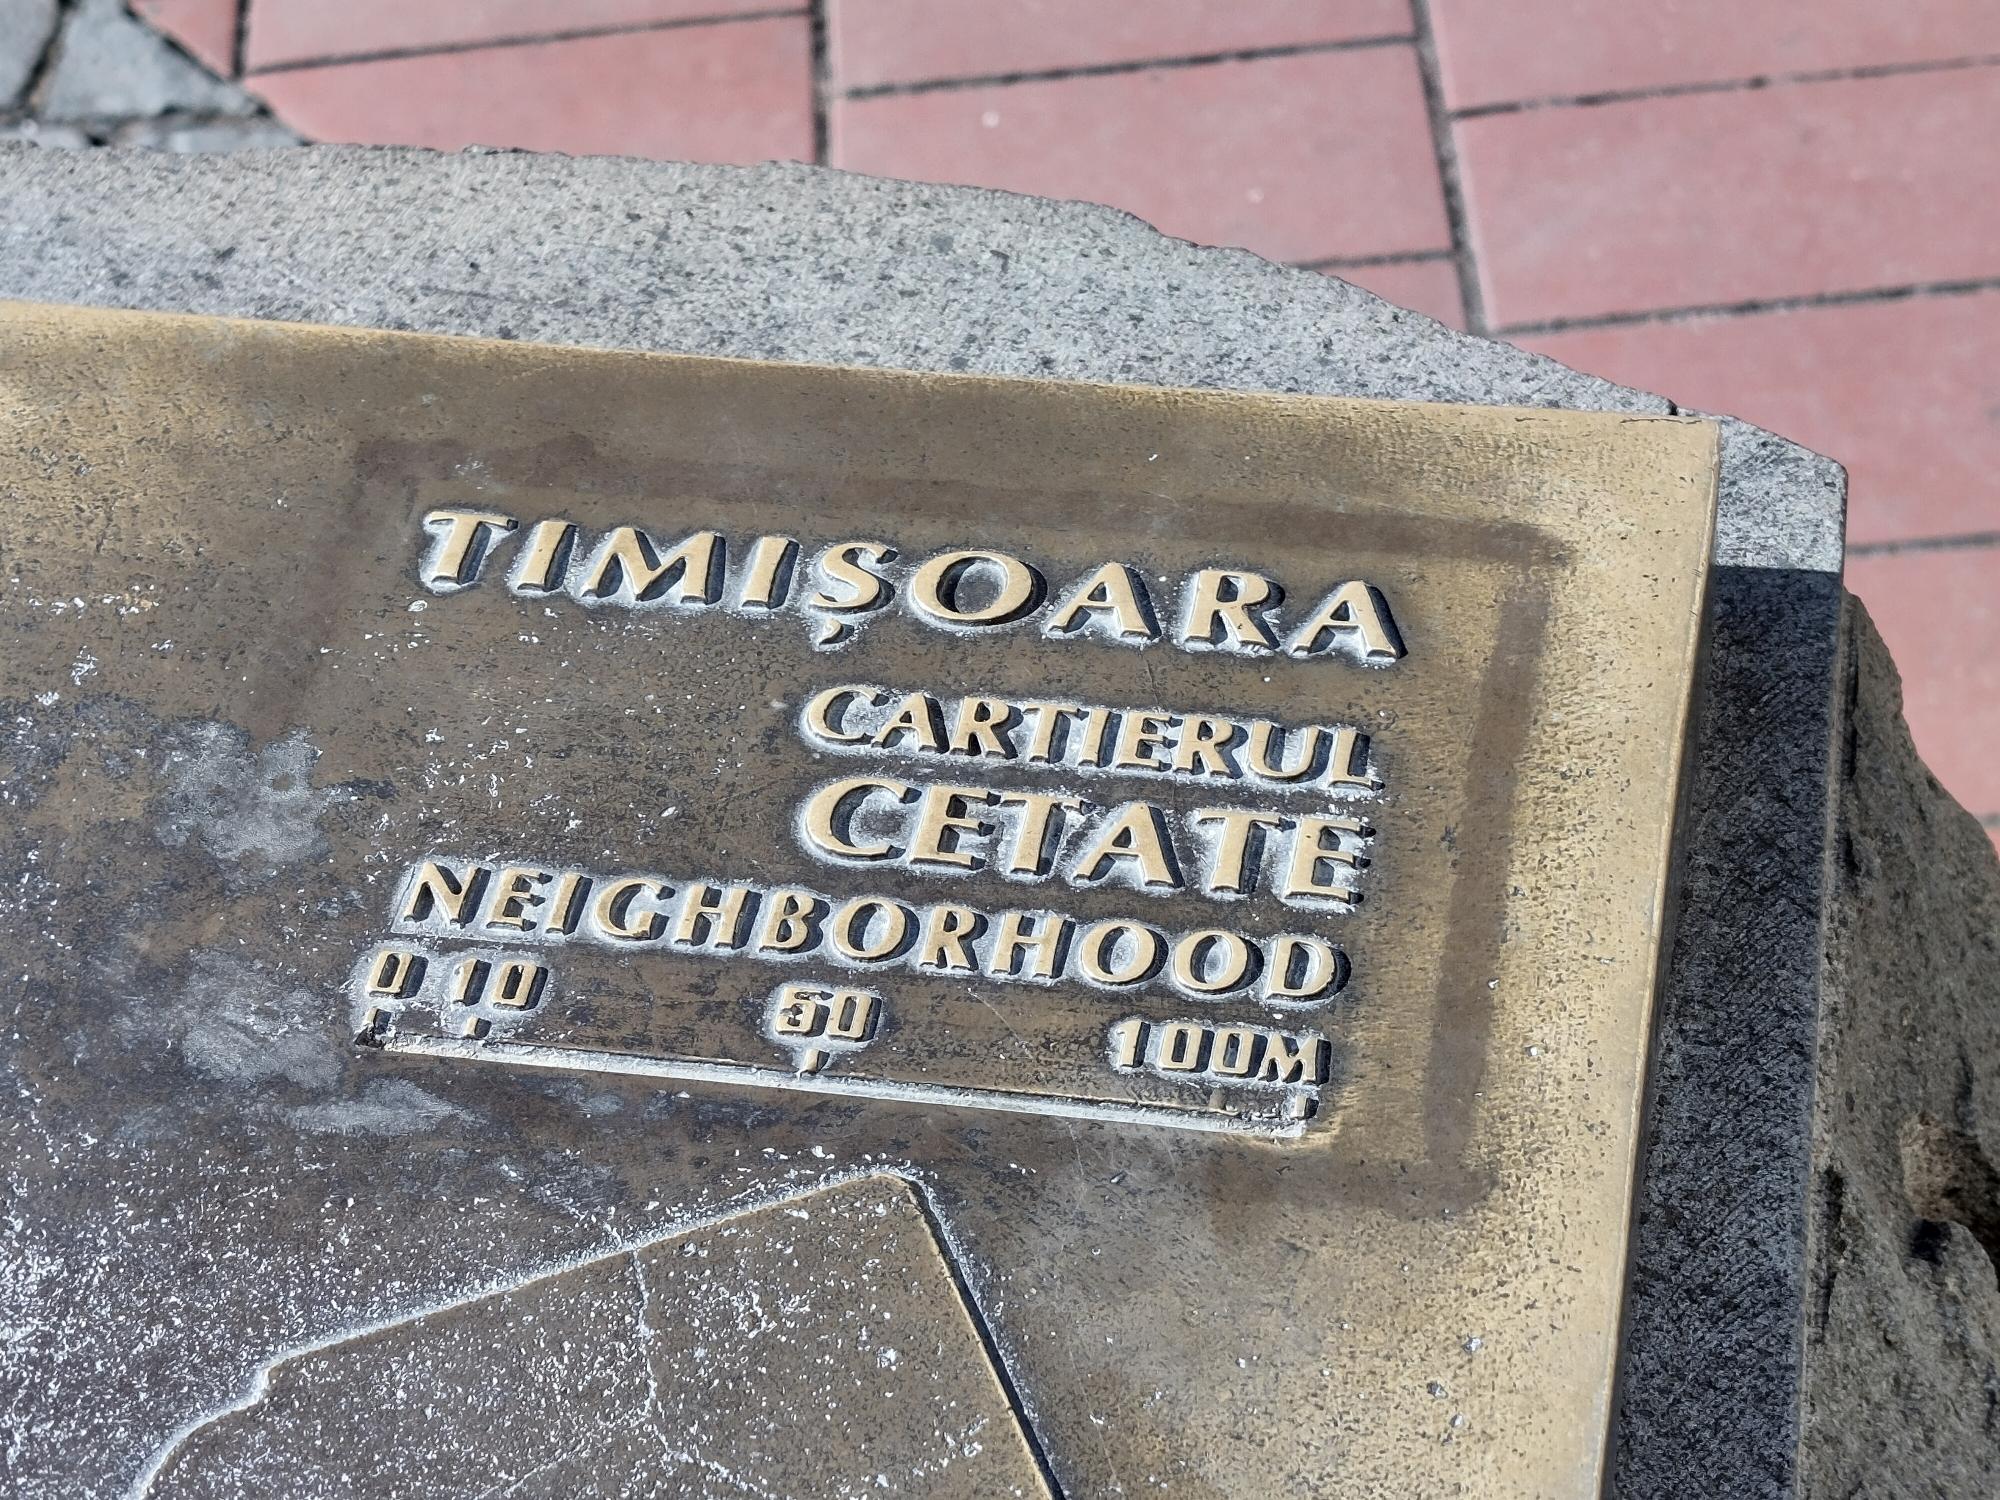 TIMIȘOARA
CARTIERUL
CETATE
NEIGHBORHOOD
0 10 50 100M